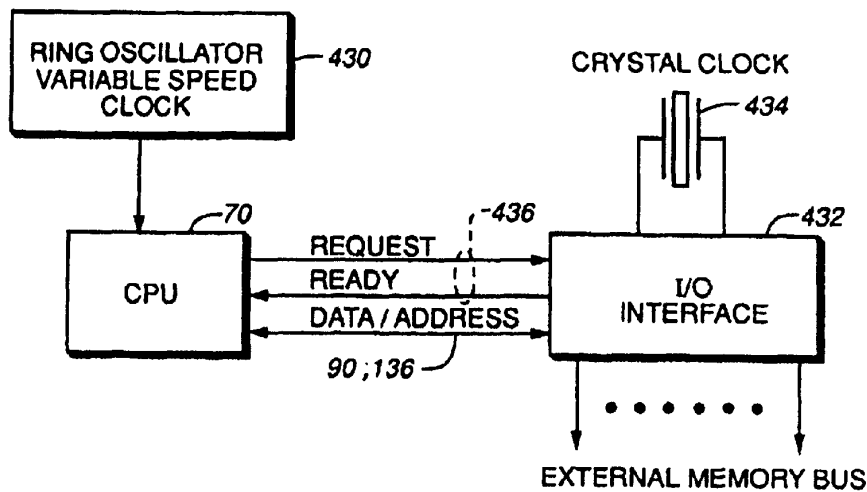 RING OSCILLATOR
VARIABLE SPEED
CLOCK
430
CRYSTAL CLOCK
434
70
CPU
436
REQUEST
READY
DATA / ADDRESS
90 ; 136
432
I/O
INTERFACE
EXTERNAL MEMORY BUS